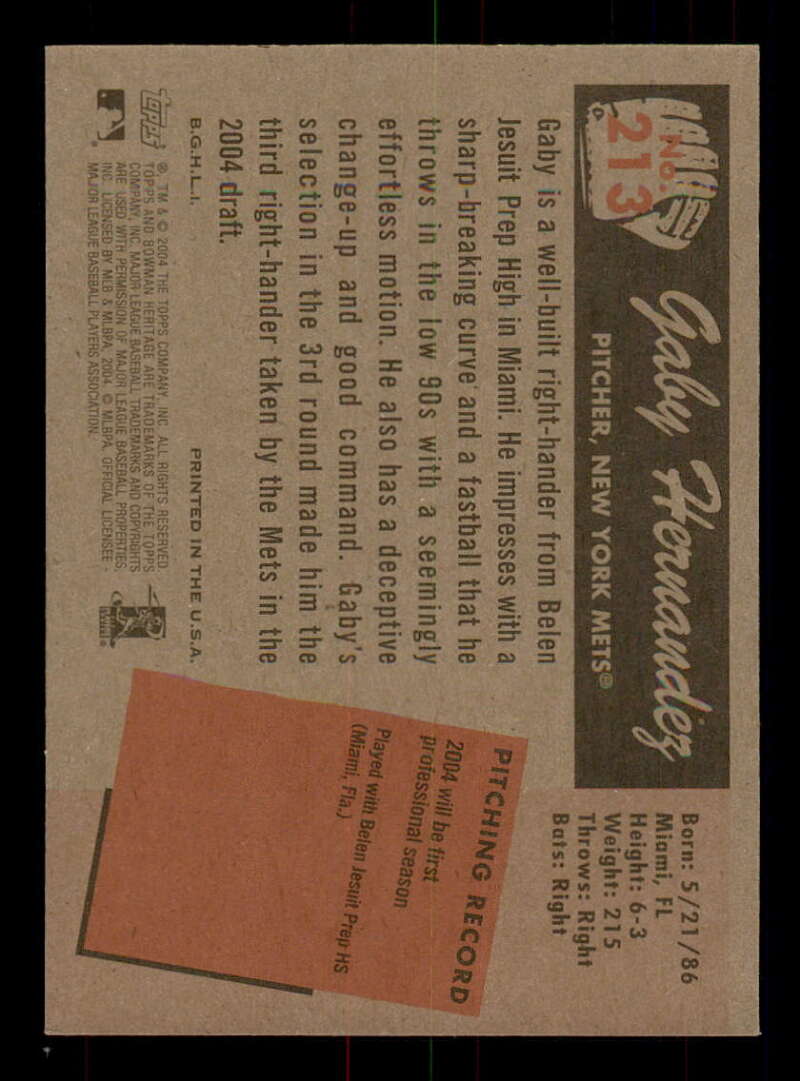 No.
213
Gaby Hernandez
PITCHER, NEW YORK METS®
Born: 5/21/86
Miami, FL
Height: 6-3
Weight: 215
Throws: Right
Bats: Right
Gaby is a well-built right-hander from Belen
Jesuit Prep High in Miami. He impresses with a
sharp-breaking curve and a fastball that he
throws in the low 90s with a seemingly
effortless motion. He also has a deceptive
change-up and good command. Gaby's
selection in the 3rd round made him the
third right-hander taken by the Mets in the
2004 draft.
PITCHING RECORD
2004 will be first
professional season
Played with Belen Jesuit Prep HS
(Miami, Fla.)
B.G.H.L.I. PRINTED IN THE U.S.A.
TOPPS
®, TM & © 2004 THE TOPPS COMPANY, INC. ALL RIGHTS RESERVED.
TOPPS AND BOWMAN HERITAGE ARE TRADEMARKS OF THE TOPPS
COMPANY, INC. MAJOR LEAGUE BASEBALL TRADEMARKS AND COPYRIGHTS
ARE USED WITH PERMISSION OF MAJOR LEAGUE BASEBALL PROPERTIES,
INC. LICENSED BY MLB & MLBPA, 2004. © MLBPA, OFFICIAL LICENSEE -
MAJOR LEAGUE BASEBALL PLAYERS ASSOCIATION.